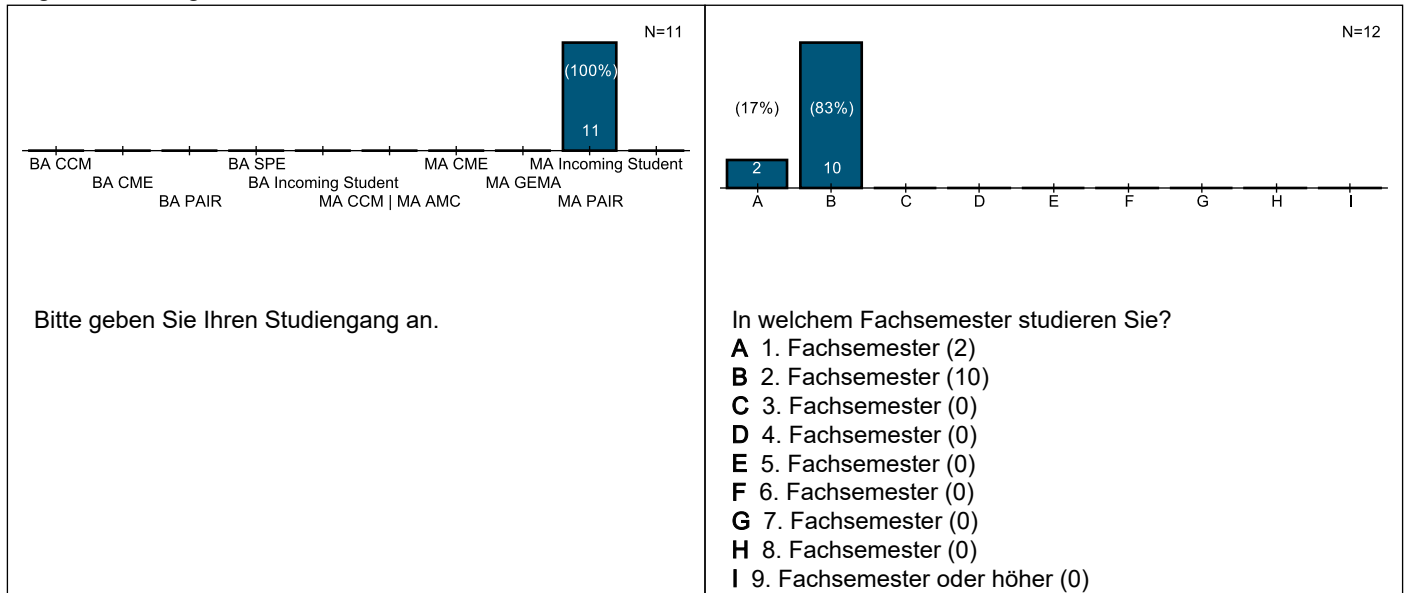 N=11
(100%)
11
BA CCM
BA CME
BA PAIR
BA SPE
BA Incoming Student
MA CCM | MA AMC
MA CME
MA GEMA
MA PAIR
MA Incoming Student
Bitte geben Sie Ihren Studiengang an.
N=12
(17%)
(83%)
2
10
A B C D E F G H I
In welchem Fachsemester studieren Sie?
A 1. Fachsemester (2)
B 2. Fachsemester (10)
C 3. Fachsemester (0)
D 4. Fachsemester (0)
E 5. Fachsemester (0)
F 6. Fachsemester (0)
G 7. Fachsemester (0)
H 8. Fachsemester (0)
I 9. Fachsemester oder höher (0)